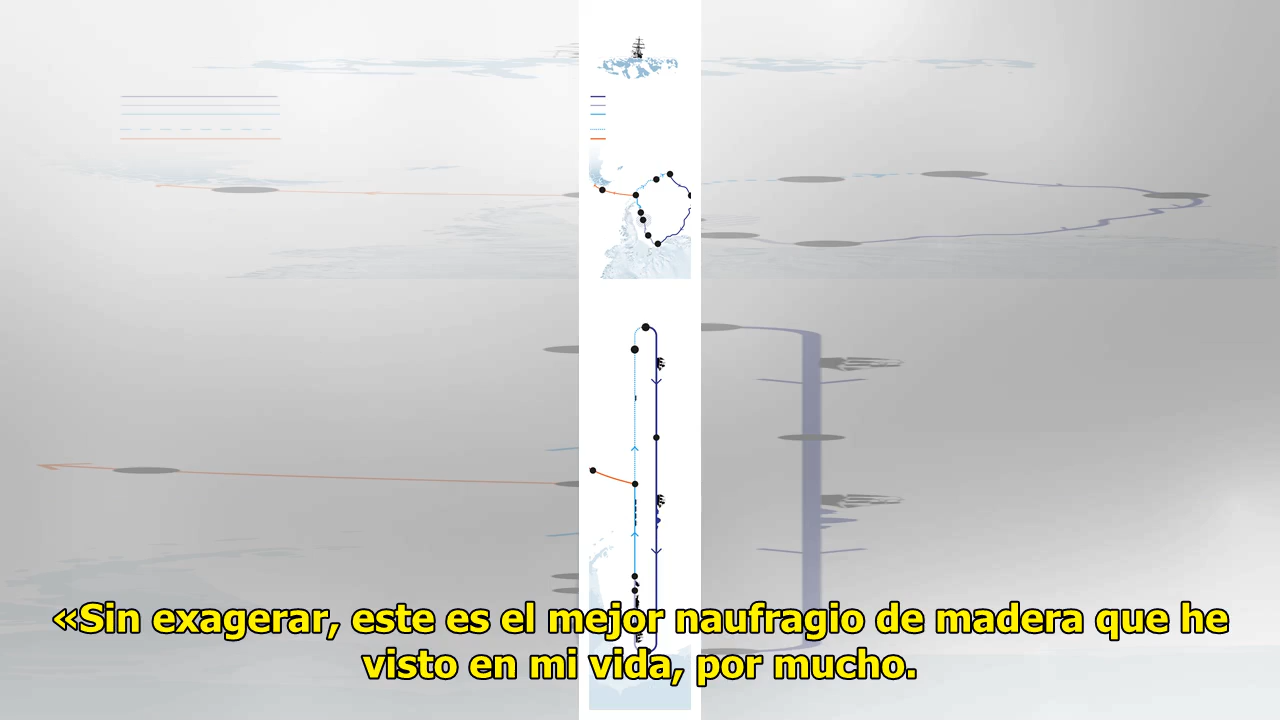 «Sin exagerar, este es el mejor naufragio de madera que he
visto en mi vida, por mucho.